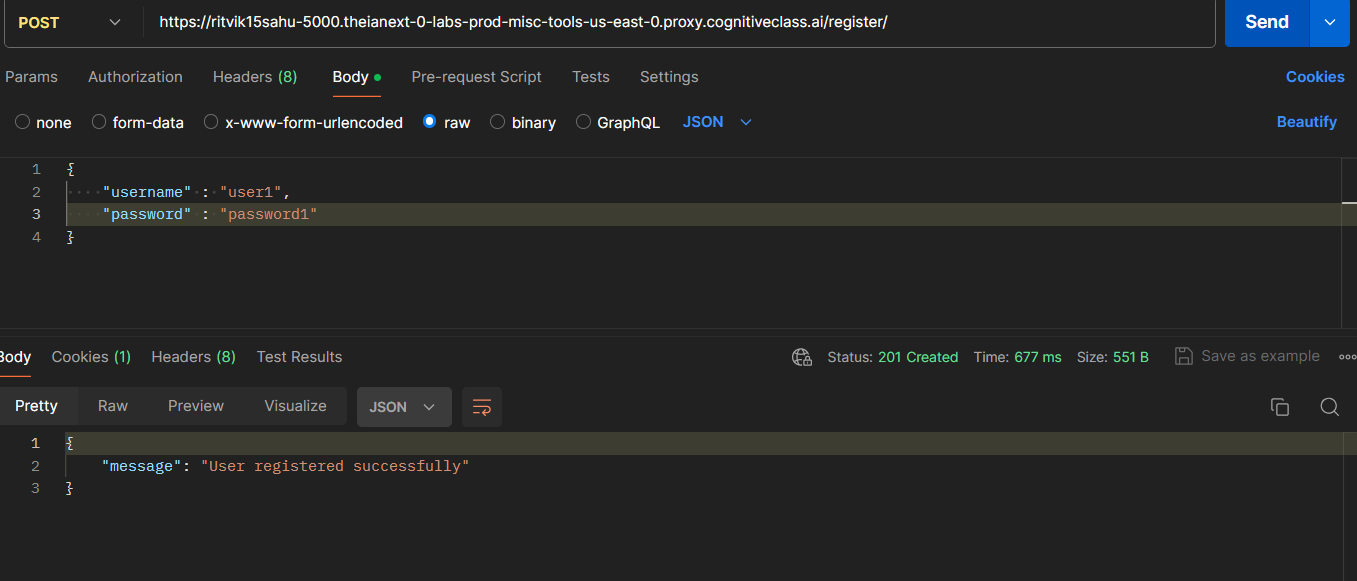 POST https://ritvik15sahu-5000.theianext-0-labs-prod-misc-tools-us-east-0.proxy.cognitiveclass.ai/register/ Send
Params Authorization Headers (8) Body Pre-request Script Tests Settings Cookies
none form-data x-www-form-urlencoded raw binary GraphQL JSON Beautify
1 {
2 "username" : "user1",
3 "password" : "password1"
4 }
Body Cookies (1) Headers (8) Test Results Status: 201 Created Time: 677 ms Size: 551 B Save as example
Pretty Raw Preview Visualize JSON
1 {
2 "message": "User registered successfully"
3 }